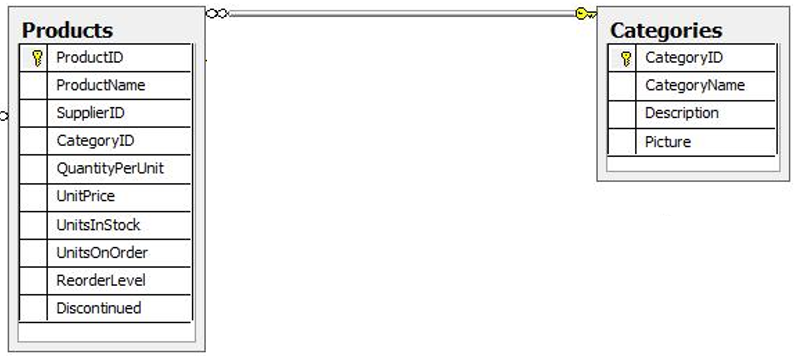 Products
ProductID
ProductName
SupplierID
CategoryID
QuantityPerUnit
UnitPrice
UnitsInStock
UnitsOnOrder
ReorderLevel
Discontinued
Categories
CategoryID
CategoryName
Description
Picture